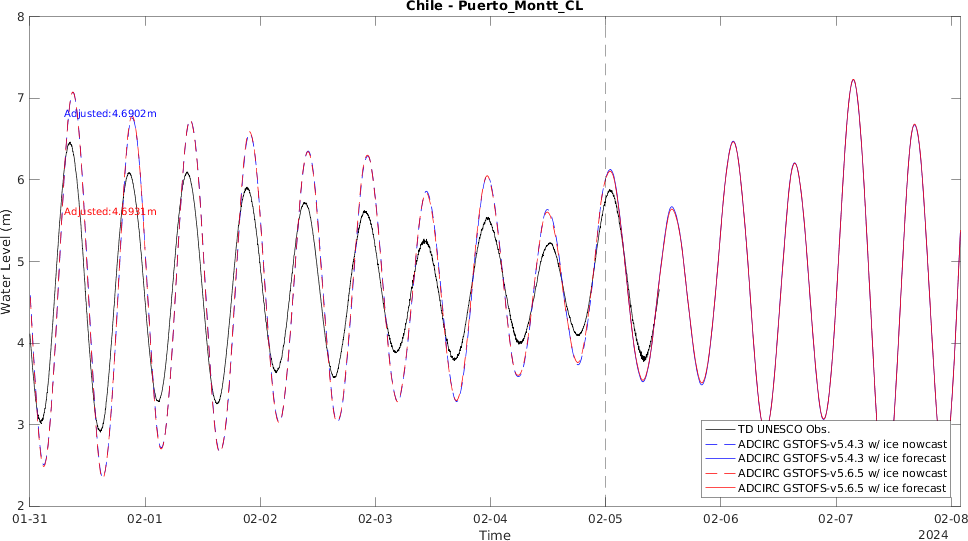 Chile - Puerto_Montt_CL
8
7
6
5
4
3
2
Water Level (m)
Adjusted:4.6902m
Adjusted:4.6931m
TD UNESCO Obs.
ADCIRC GSTOFS-v5.4.3 w/ ice nowcast
ADCIRC GSTOFS-v5.4.3 w/ ice forecast
ADCIRC GSTOFS-v5.6.5 w/ ice nowcast
ADCIRC GSTOFS-v5.6.5 w/ ice forecast
01-31 02-01 02-02 02-03 02-04 02-05 02-06 02-07 02-08
Time
2024